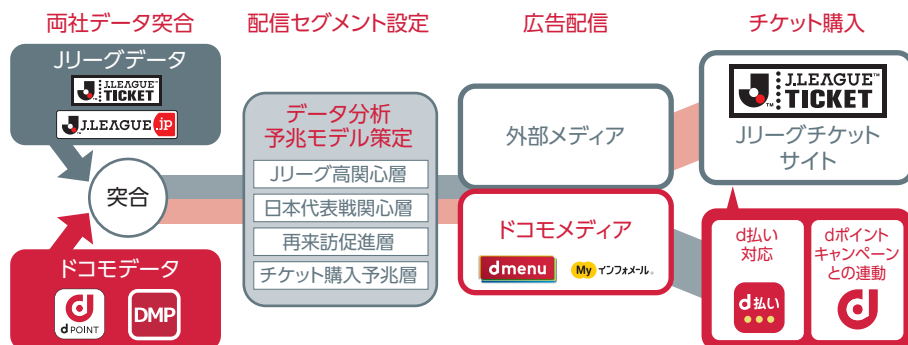 両社データ突合
配信セグメント設定
広告配信
チケット購入
Jリーグデータ
J.LEAGUE™
TICKET
J.LEAGUE.jp
突合
ドコモデータ
d POINT
DMP
データ分析
予兆モデル策定
Jリーグ高関心層
日本代表戦関心層
再来訪促進層
チケット購入予兆層
外部メディア
ドコモメディア
dmenu
My インフォメール®
J.LEAGUE™
TICKET
Jリーグチケット
サイト
d払い
対応
d払い
dポイント
キャンペーン
との連動
d